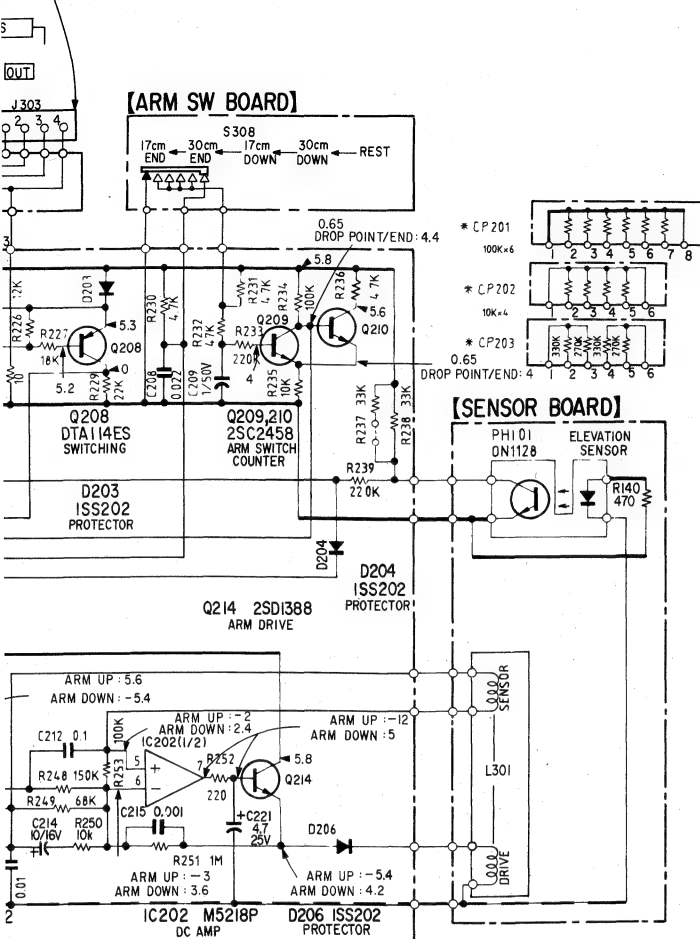 S
OUT
J303
2 3 4
【ARM SW BOARD】
S308
17cm END ← 30cm END ← 17cm DOWN ← 30cm DOWN ← REST
3
0.65
DROP POINT/END: 4.4
5.8
* CP201
100K×6
1 2 3 4 5 6 7 8
* CP202
10K×4
1 2 3 4 5 6
* CP203
330K 270K 330K 270K
1 2 3 4 5 6
12K
D203
R230 4.7K
R231 4.7K
R234 100K
R236 4.7K
5.6
R226
R227 18K
5.3
Q208
R232 47K
Q209
Q210
R233 220K
4
0
5.2
R229 27K
C208 0.022
C209 1/50V
R235 10K
10
0.65
DROP POINT/END: 4
R237 33K
R238 33K
Q208
DTA114ES
SWITCHING
Q209,210
2SC2458
ARM SWITCH
COUNTER
【SENSOR BOARD】
PH101
ON1128
ELEVATION
SENSOR
R140
470
R239
220K
D203
1SS202
PROTECTOR
D204
D204
1SS202
PROTECTOR
Q214 2SD1388
ARM DRIVE
ARM UP: 5.6
ARM DOWN: -5.4
ARM UP: -2
ARM DOWN: 2.4
ARM UP: -12
ARM DOWN: 5
SENSOR
C212 0.1
100K
R253
IC202(1/2)
5
+
6
−
7
R252
220
5.8
Q214
R248 150K
R249 68K
L301
C214
10/16V
+
R250
10K
C215 0.001
+C221
4.7
25V
D206
R251 1M
DRIVE
0.01
ARM UP: -3
ARM DOWN: 3.6
ARM UP: -5.4
ARM DOWN: 4.2
2
IC202 M5218P
DC AMP
D206 1SS202
PROTECTOR